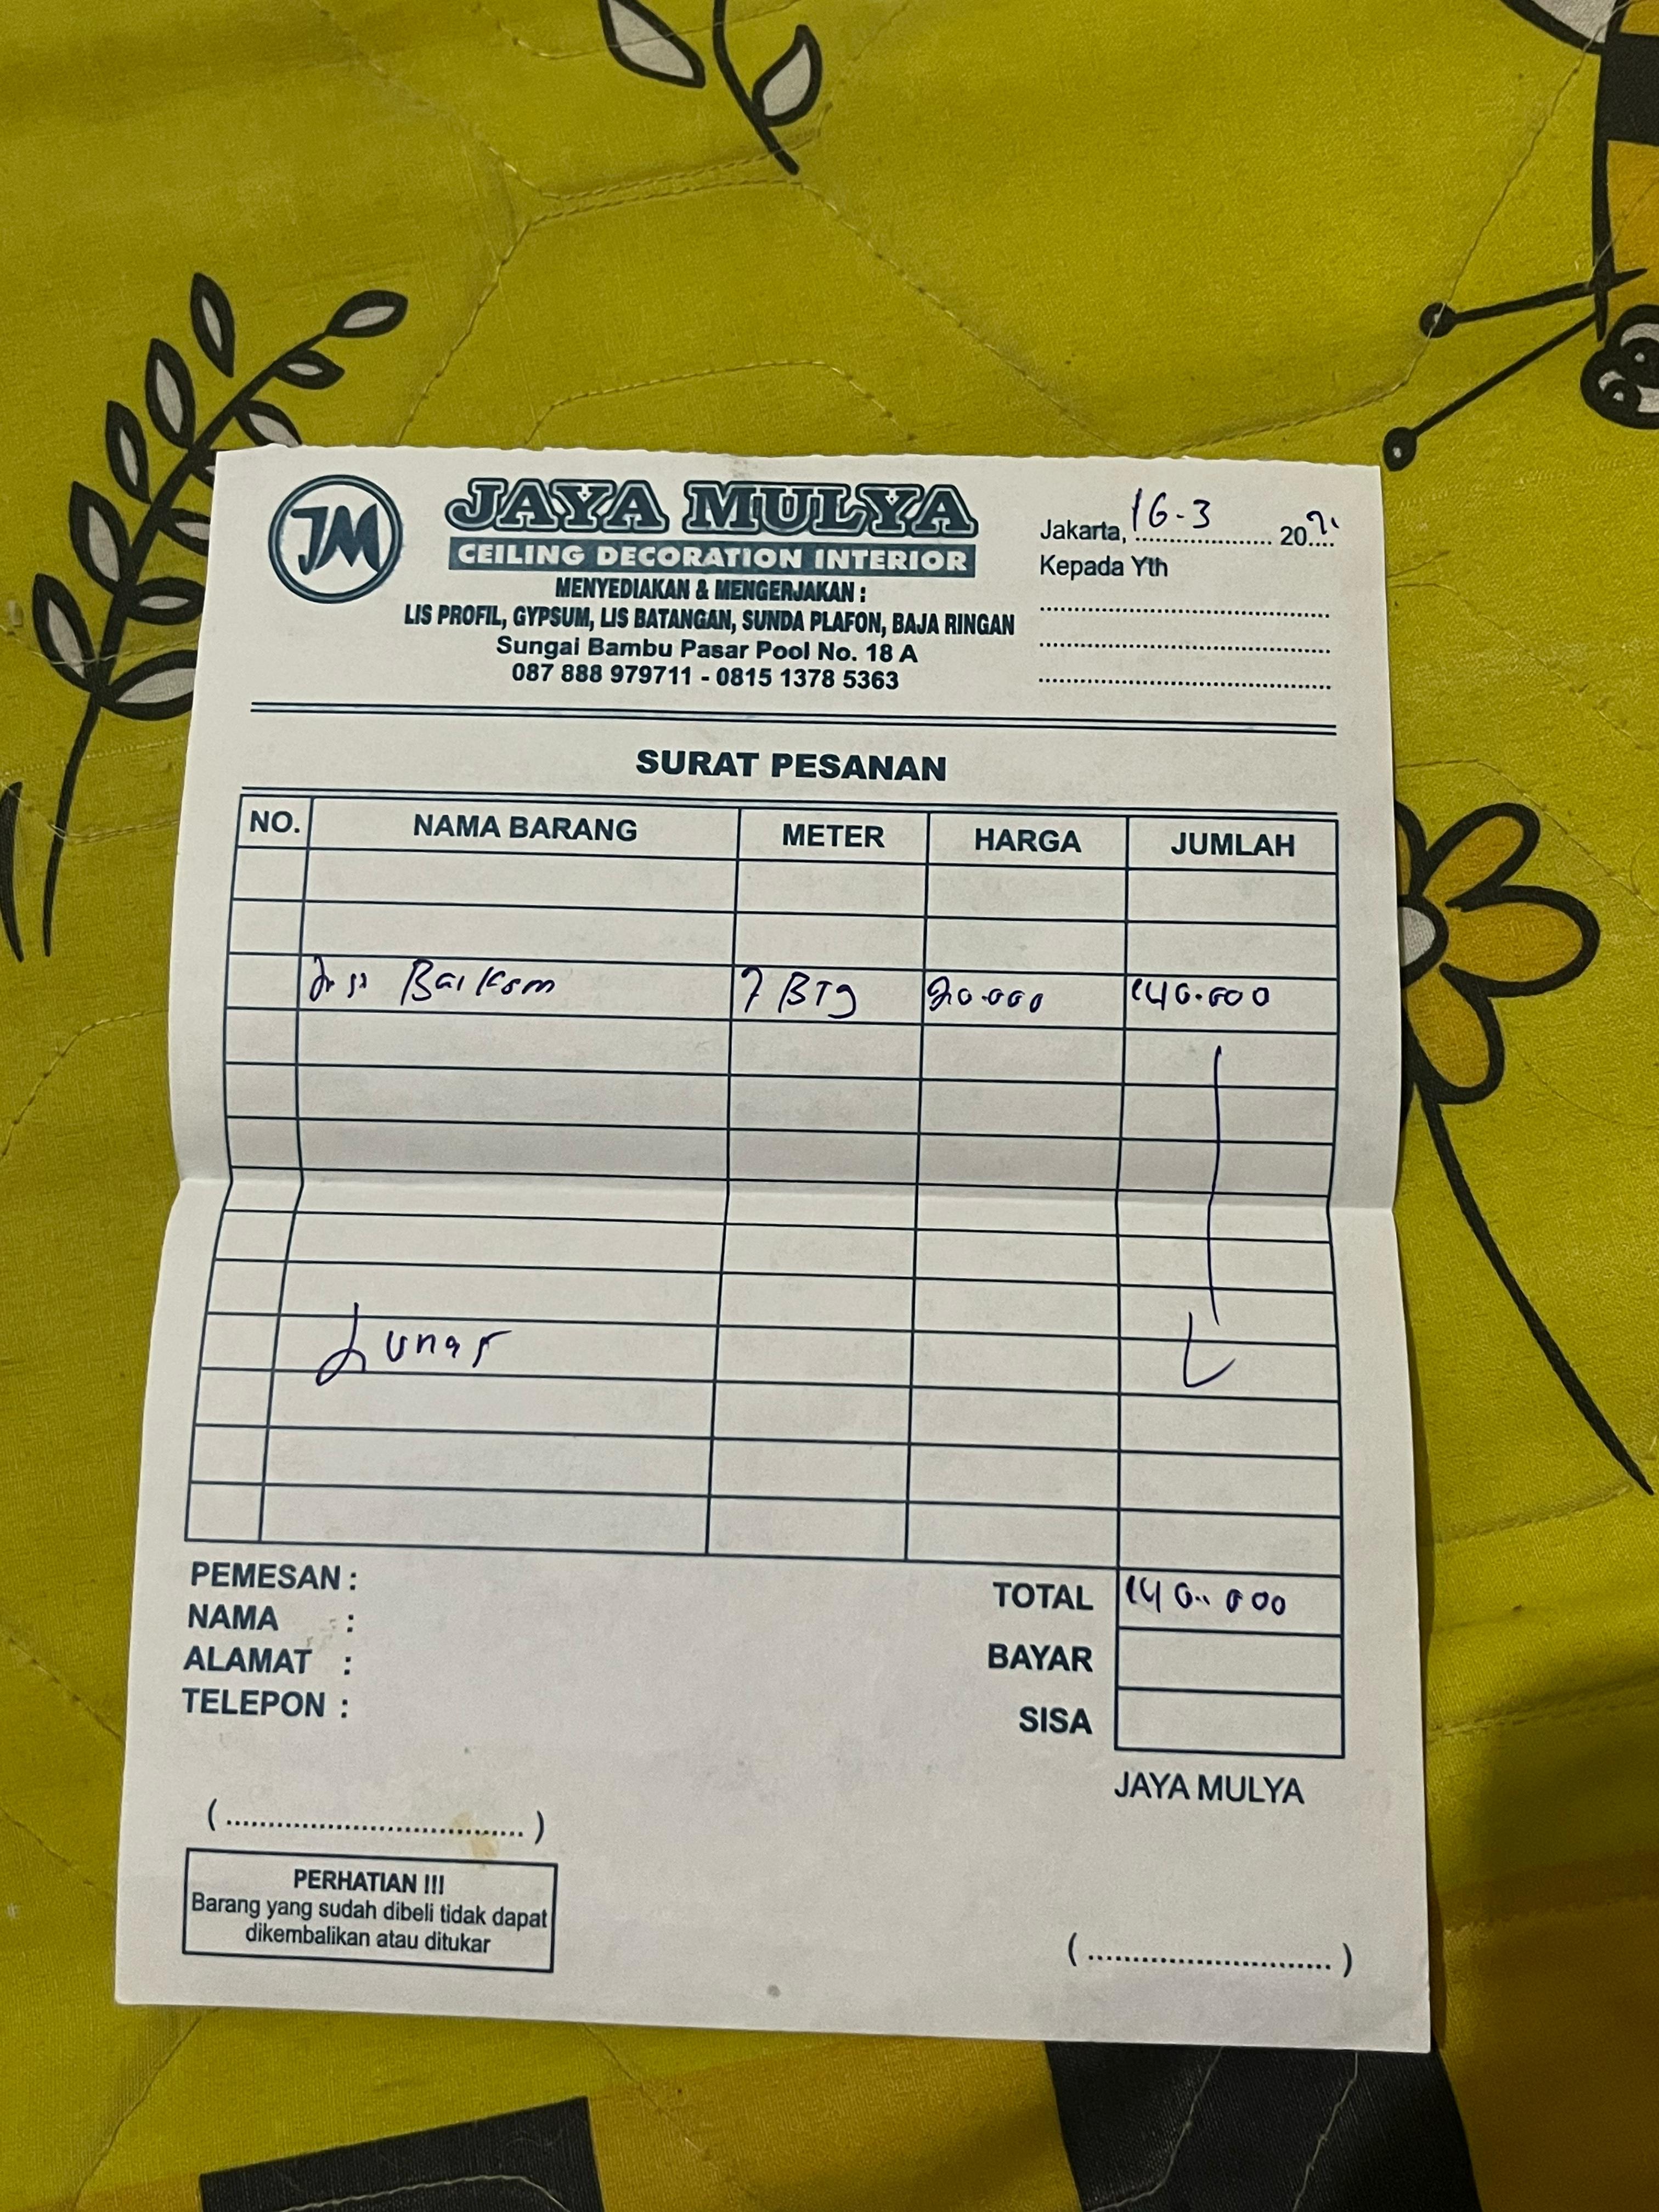 JM
JAYA MULYA
CEILING DECORATION INTERIOR
MENYEDIAKAN & MENGERJAKAN :
LIS PROFIL, GYPSUM, LIS BATANGAN, SUNDA PLAFON, BAJA RINGAN
Sungai Bambu Pasar Pool No. 18 A
087 888 979711 - 0815 1378 5363
Jakarta, 16-3 20
Kepada Yth
SURAT PESANAN
NO. NAMA BARANG METER HARGA JUMLAH
7 BTg 20.000 140.000
Lunas
PEMESAN :
NAMA :
ALAMAT :
TELEPON :
TOTAL 140.000
BAYAR
SISA
JAYA MULYA
PERHATIAN !!!
Barang yang sudah dibeli tidak dapat
dikembalikan atau ditukar